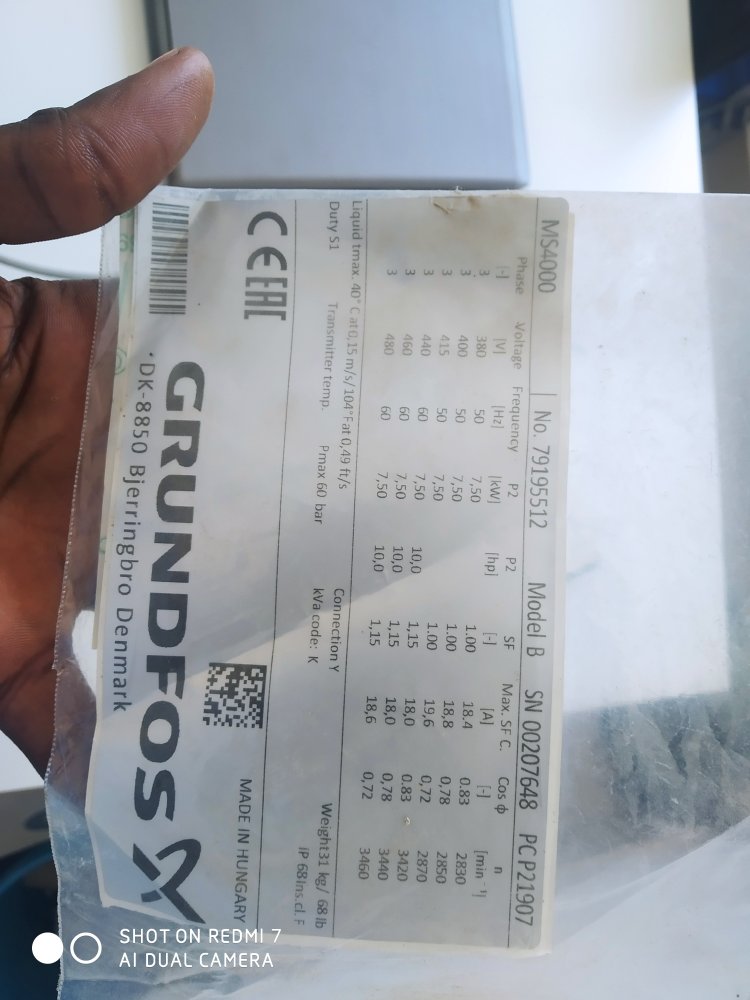 MS4000 No. 79195512 Model B SN 00207648 PC P21907
Phase Voltage Frequency P2 P2 SF Max. SF C. Cos ϕ n
[-] [V] [Hz] [kW] [hp] [-] [A] [-] [min⁻¹]
3 380 50 7,50 1.00 18.4 0.83 2830
3 400 50 7,50 1.00 18,8 0,78 2850
3 415 50 7,50 1.00 19,6 0,72 2870
3 440 60 7,50 10,0 1,15 18,0 0.83 3420
3 460 60 7,50 10,0 1,15 18,0 0,78 3440
3 480 60 7,50 10,0 1,15 18,6 0,72 3460
Liquid tmax. 40°C at 0,15 m/s/104°F at 0,49 ft/s Connection Y Weight 31 kg/ 68 lb
Duty S1 Transmitter temp. Pmax 60 bar kVa code: K IP 68 Ins.cl. F
CE EAC MADE IN HUNGARY
GRUNDFOS
DK-8850 Bjerringbro Denmark
SHOT ON REDMI 7
AI DUAL CAMERA